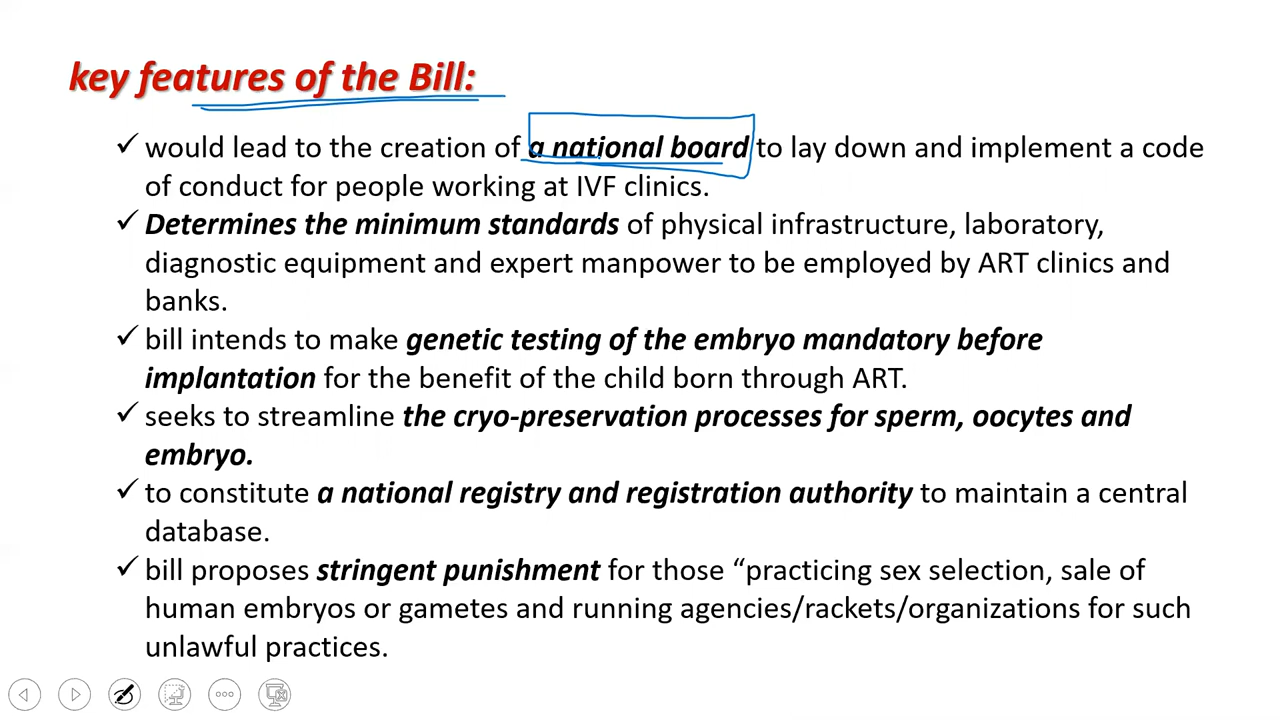 key features of the Bill:
✓ would lead to the creation of a national board to lay down and implement a code
of conduct for people working at IVF clinics.
✓ Determines the minimum standards of physical infrastructure, laboratory,
diagnostic equipment and expert manpower to be employed by ART clinics and
banks.
✓ bill intends to make genetic testing of the embryo mandatory before
implantation for the benefit of the child born through ART.
✓ seeks to streamline the cryo-preservation processes for sperm, oocytes and
embryo.
✓ to constitute a national registry and registration authority to maintain a central
database.
✓ bill proposes stringent punishment for those “practicing sex selection, sale of
human embryos or gametes and running agencies/rackets/organizations for such
unlawful practices.